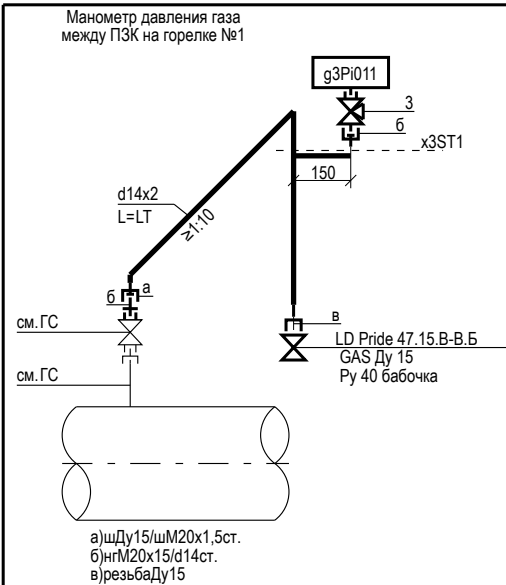 Манометр давления газа
между ПЗК на горелке №1
g3Pi011
3
б
x3ST1
150
d14x2
L=LT
≥1:10
а
б
см.ГС
в
LD Pride 47.15.В-В.Б
GAS Ду 15
Ру 40 бабочка
см.ГС
а)шДу15/шМ20х1,5ст.
б)нгМ20х15/d14ст.
в)резьбаДу15